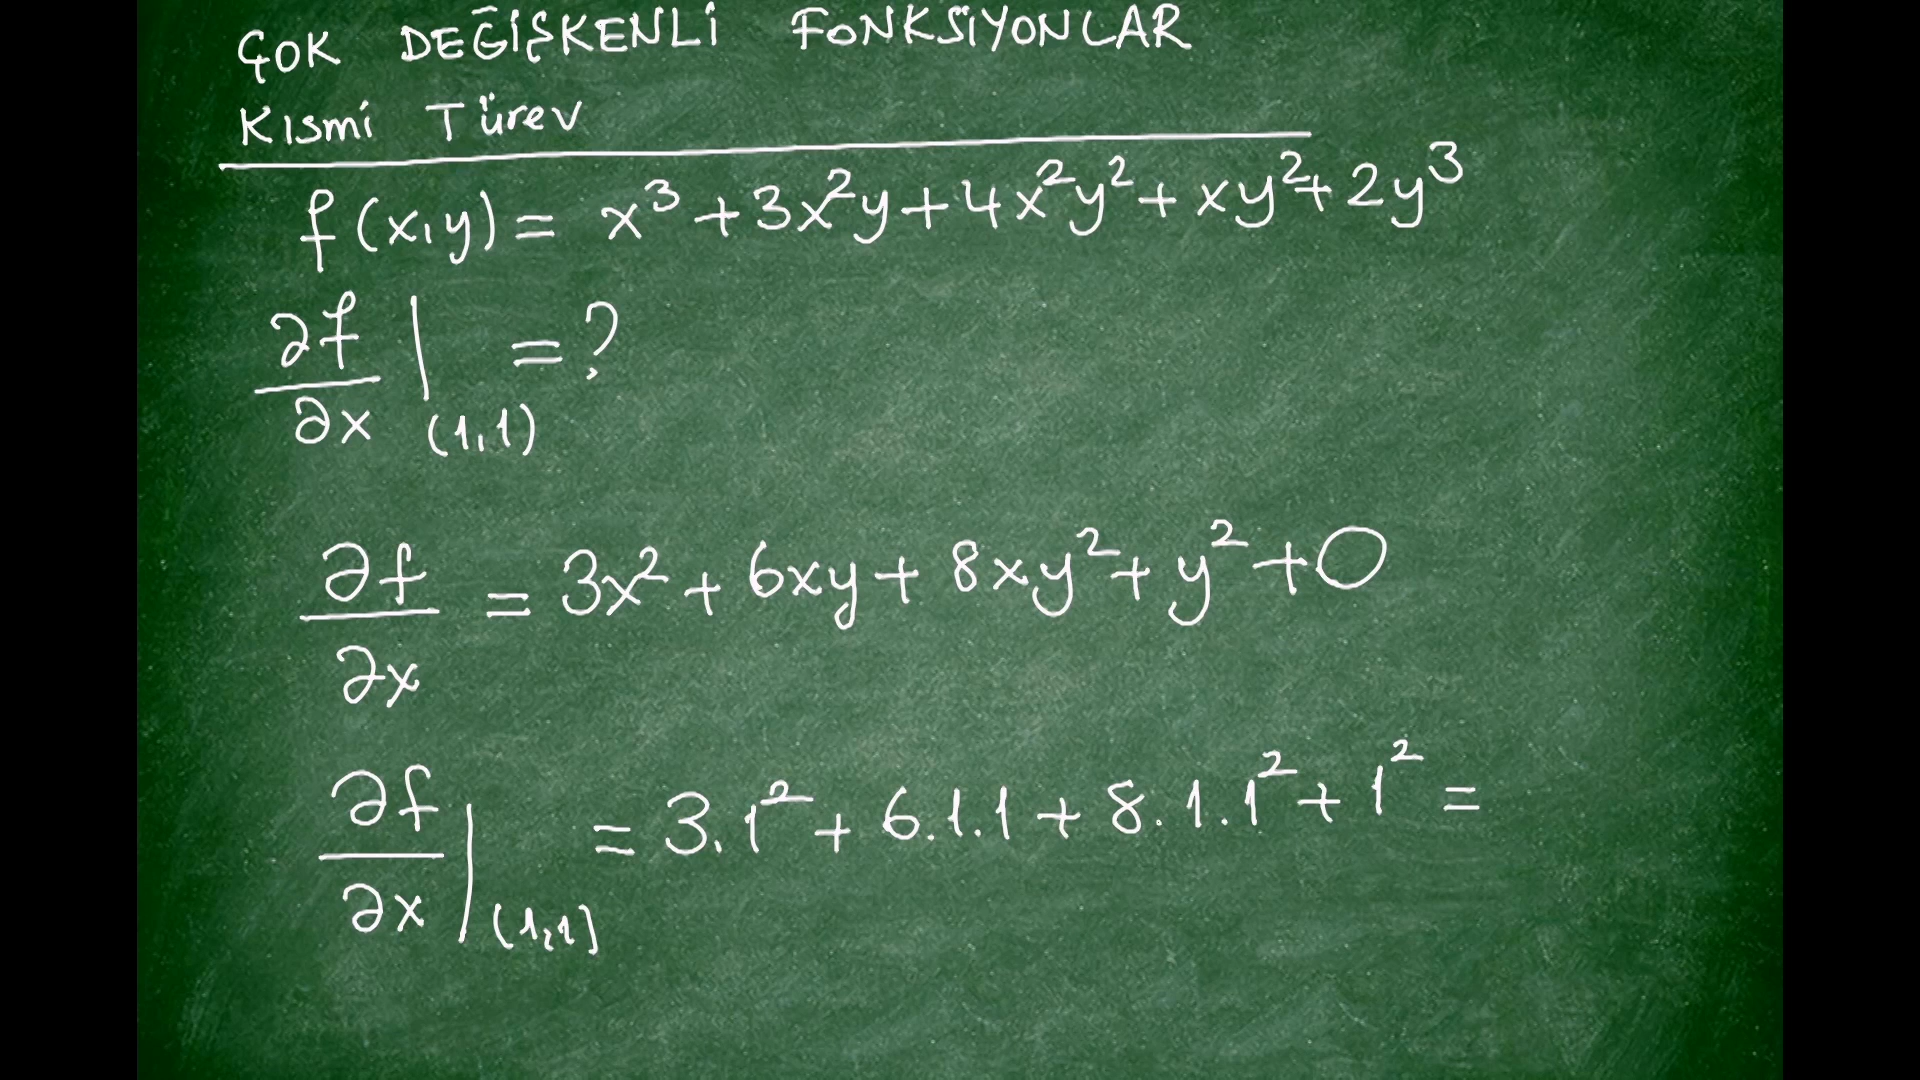 ÇOK DEĞİŞKENLİ FONKSİYONLAR
Kısmi Türev
f(x,y) = x³ + 3x²y + 4x²y² + xy² + 2y³
∂f/∂x |(1,1) = ?
∂f/∂x = 3x² + 6xy + 8xy² + y² + 0
∂f/∂x |(1,1) = 3.1² + 6.1.1 + 8.1.1² + 1² =